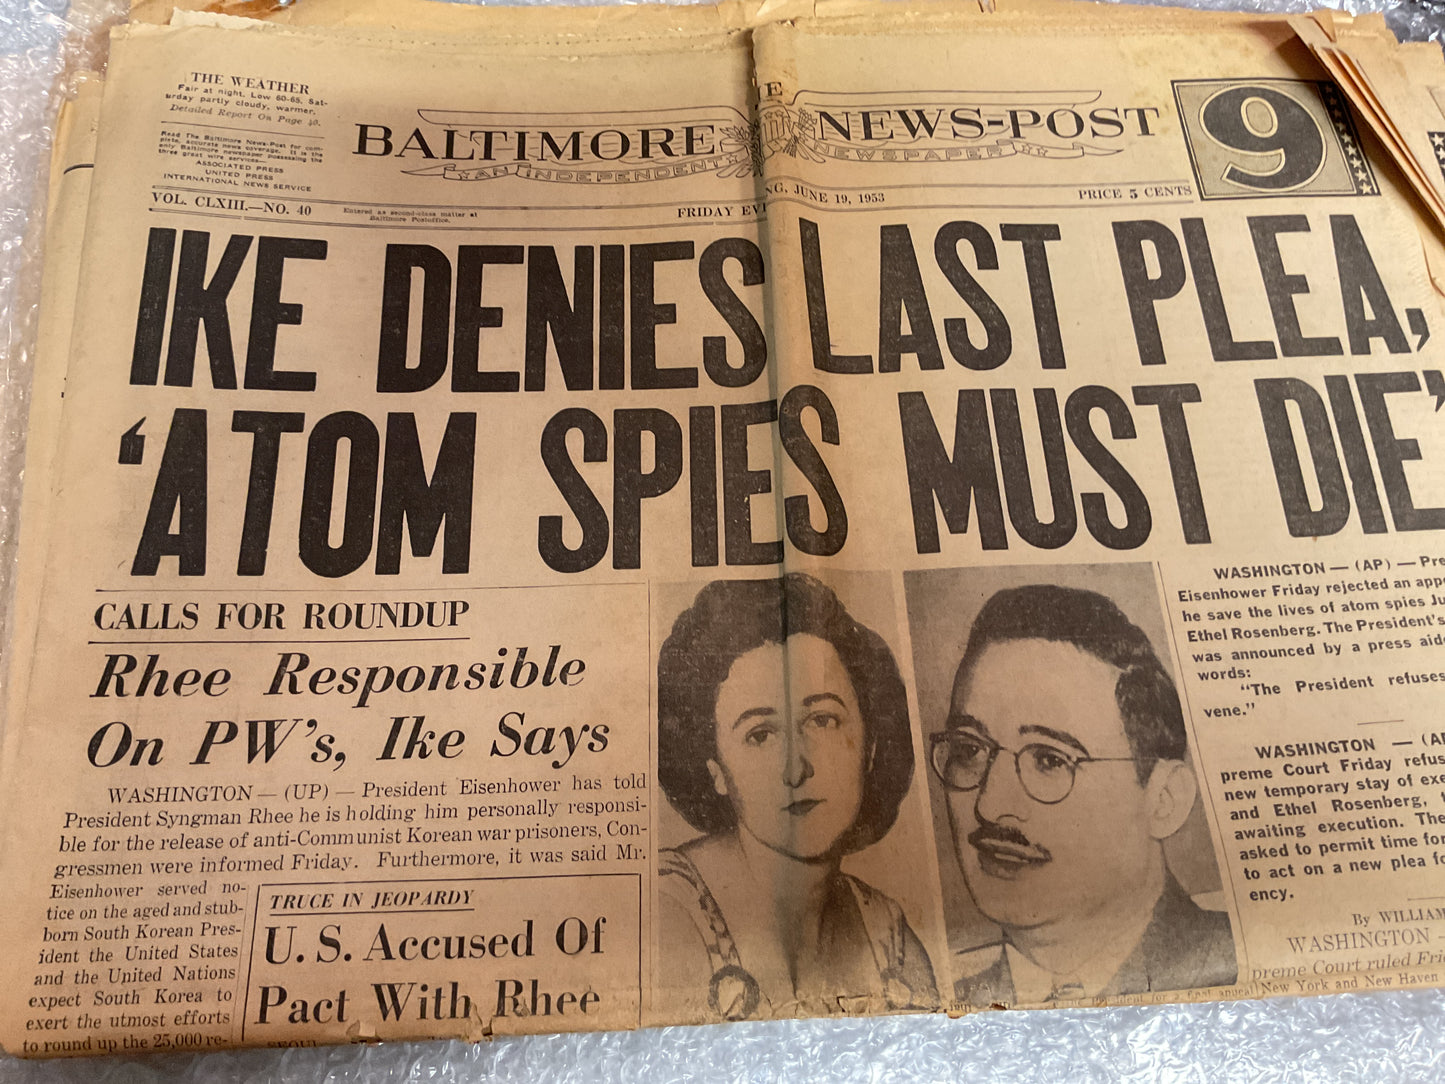 THE WEATHER
Fair at night. Low 60-65. Sat-
urday partly cloudy, warmer.
Detailed Report On Page 40.
Read The Baltimore News-Post for com-
plete, accurate news coverage. It is the
only Baltimore newspaper possessing the
three great wire services—
ASSOCIATED PRESS
UNITED PRESS
INTERNATIONAL NEWS SERVICE
BALTIMORE NEWS-POST
AN INDEPENDENT NEWSPAPER
9
VOL. CLXIII.—NO. 40
Entered as second-class matter at
Baltimore Postoffice.
FRIDAY EVENING, JUNE 19, 1953
PRICE 5 CENTS
IKE DENIES LAST PLEA,
'ATOM SPIES MUST DIE'
CALLS FOR ROUNDUP
Rhee Responsible
On PW's, Ike Says
WASHINGTON—(UP)—President Eisenhower has told
President Syngman Rhee he is holding him personally responsi-
ble for the release of anti-Communist Korean war prisoners, Con-
gressmen were informed Friday. Furthermore, it was said Mr.
Eisenhower served no-
tice on the aged and stub-
born South Korean Pres-
ident the United States
and the United Nations
expect South Korea to
exert the utmost efforts
to round up the 25,000 re-
TRUCE IN JEOPARDY
U. S. Accused Of
Pact With Rhee
WASHINGTON—(AP)—Pre
Eisenhower Friday rejected an appe
he save the lives of atom spies Ju
Ethel Rosenberg. The President's
was announced by a press aide
words:
"The President refuses
vene."
WASHINGTON — (AP
preme Court Friday refus
new temporary stay of exe
and Ethel Rosenberg,
awaiting execution. The
asked to permit time for
to act on a new plea fo
ency.
By WILLIAM
WASHINGTON —
preme Court ruled Frid
New York and New Haven